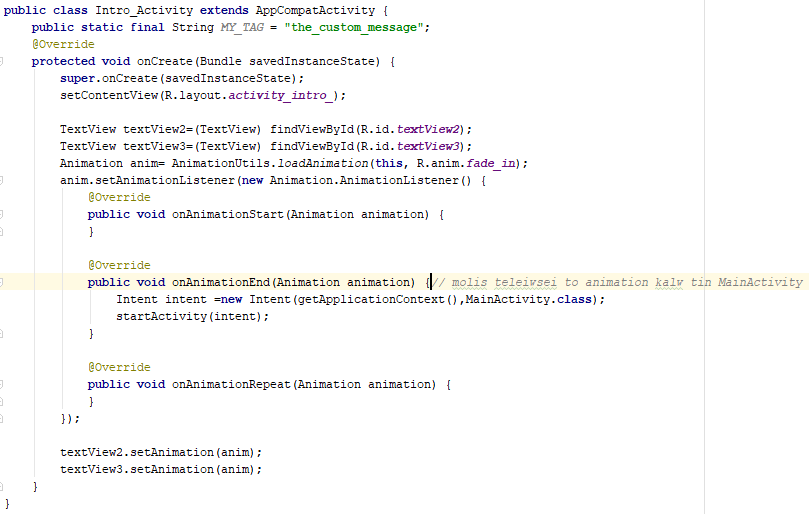 public class Intro_Activity extends AppCompatActivity {
public static final String MY_TAG = "the_custom_message";
@Override
protected void onCreate(Bundle savedInstanceState) {
super.onCreate(savedInstanceState);
setContentView(R.layout.activity_intro_);
TextView textView2=(TextView) findViewById(R.id.textView2);
TextView textView3=(TextView) findViewById(R.id.textView3);
Animation anim= AnimationUtils.loadAnimation(this, R.anim.fade_in);
anim.setAnimationListener(new Animation.AnimationListener() {
@Override
public void onAnimationStart(Animation animation) {
}
@Override
public void onAnimationEnd(Animation animation) {// molis teleiwsei to animation kalw tin MainActivity
Intent intent =new Intent(getApplicationContext(),MainActivity.class);
startActivity(intent);
}
@Override
public void onAnimationRepeat(Animation animation) {
}
});
textView2.setAnimation(anim);
textView3.setAnimation(anim);
}
}